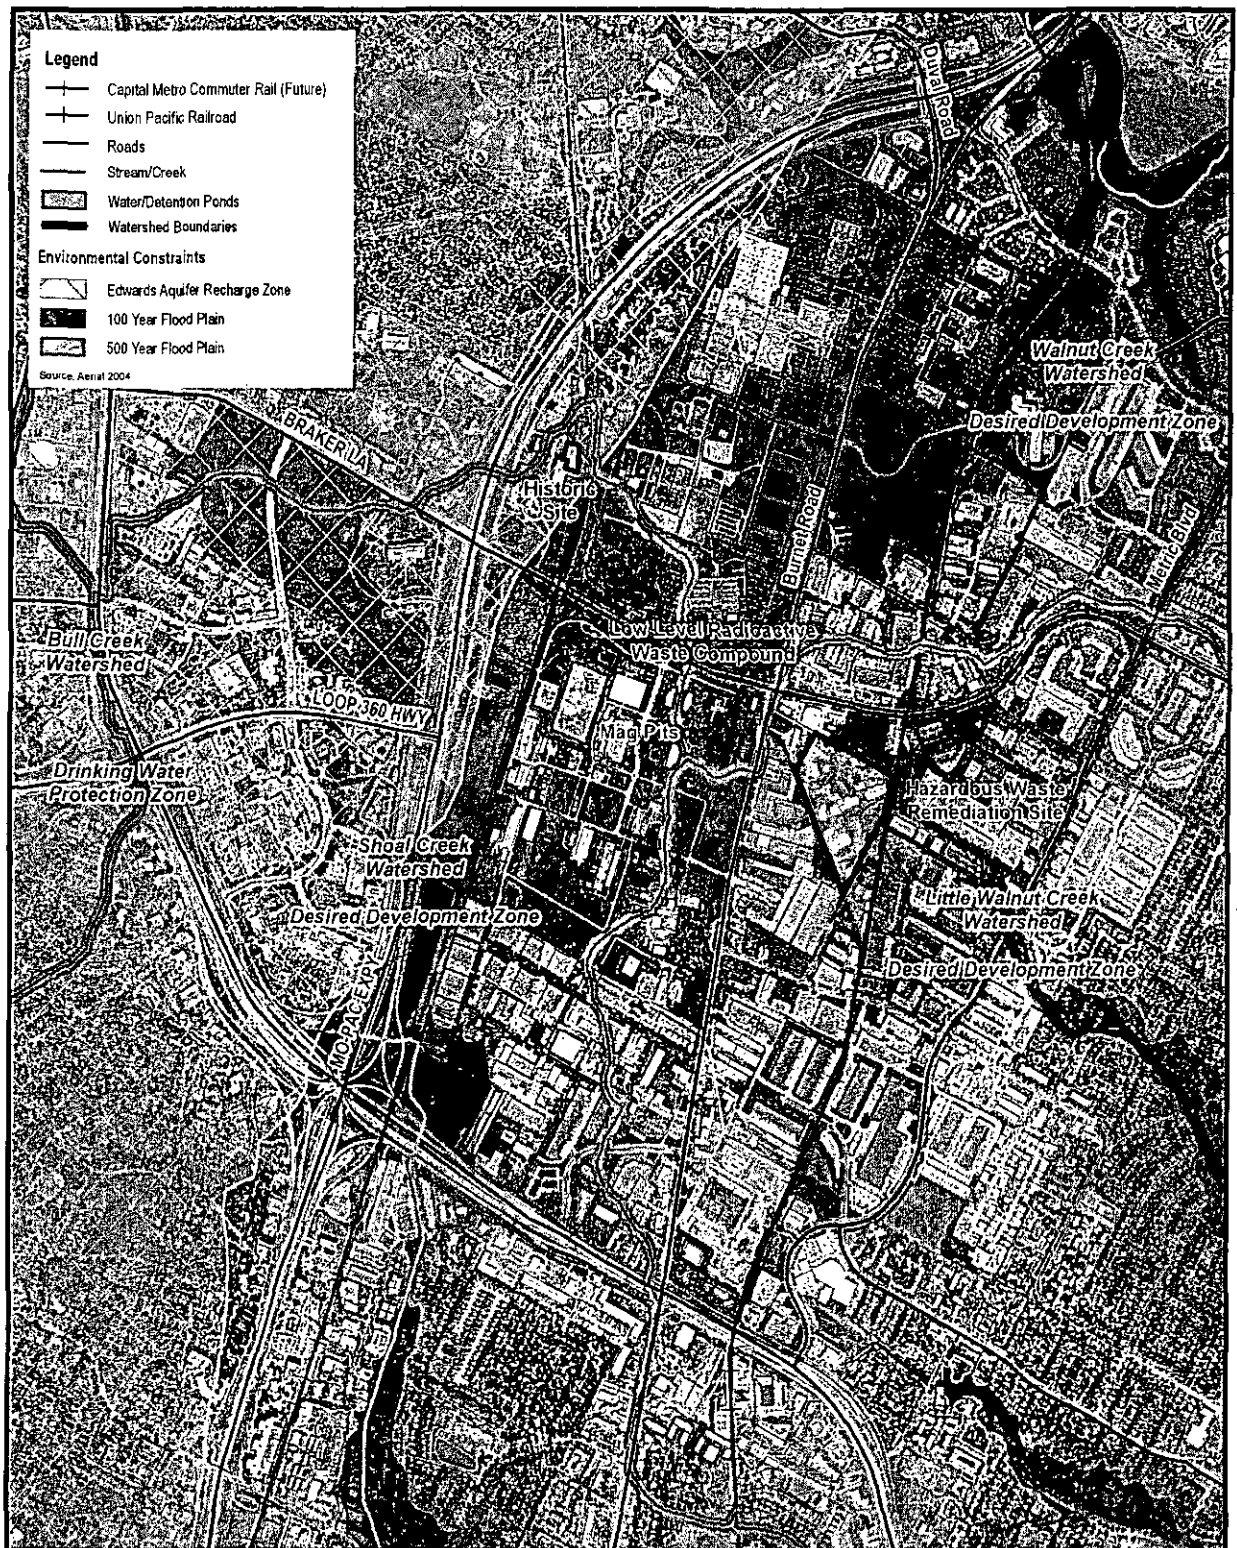 Legend
Capital Metro Commuter Rail (Future)
Union Pacific Railroad
Roads
Stream/Creek
Water/Detention Ponds
Watershed Boundaries
Environmental Constraints
Edwards Aquifer Recharge Zone
100 Year Flood Plain
500 Year Flood Plain
Source: Aerial 2004
Duval Road
Walnut Creek
Watershed
Desired Development Zone
BRAKER LA
Historic
Site
Burnet Road
Low Level Radioactive
Waste Compound
Bull Creek
Watershed
LOOP 360 HWY
Mag Pits
Drinking Water
Protection Zone
Hazardous Waste
Remediation Site
Shoal Creek
Watershed
Desired Development Zone
Little Walnut Creek
Watershed
Desired Development Zone
MOPAC EXPY